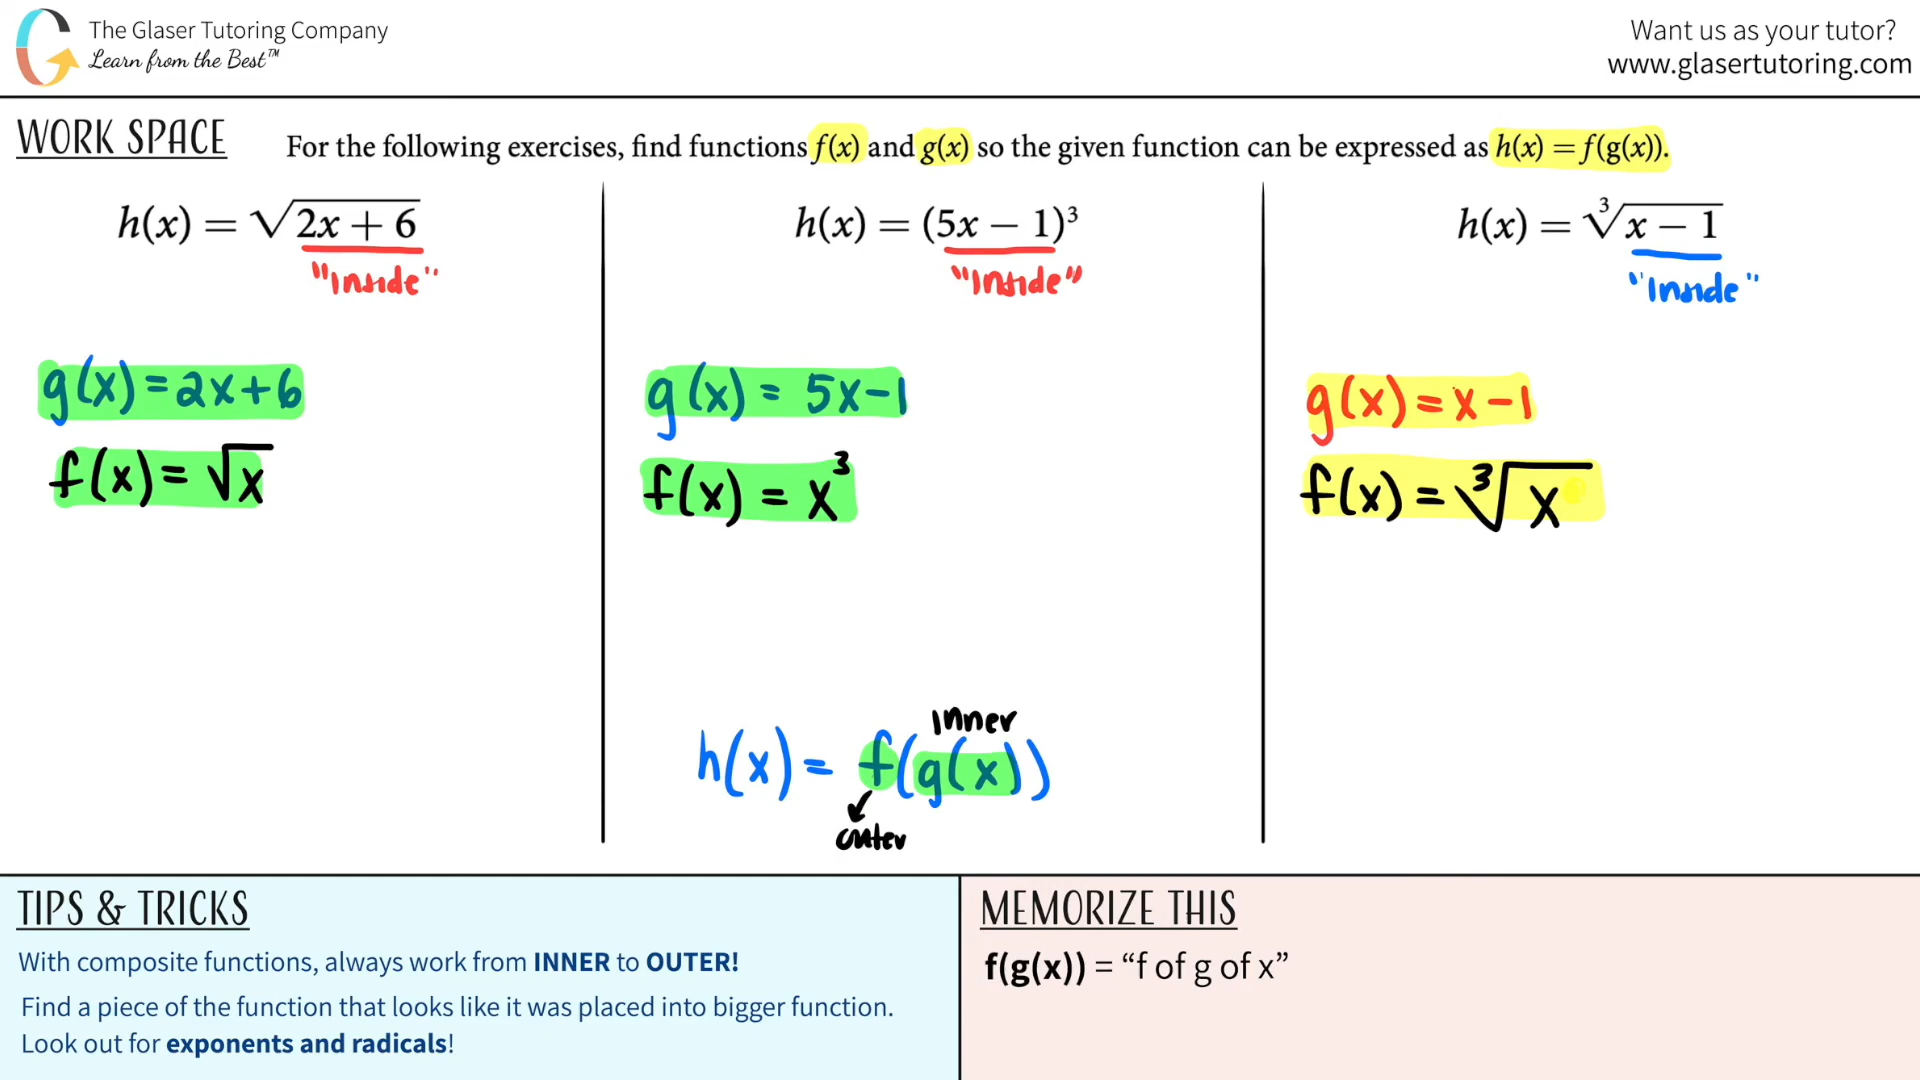 The Glaser Tutoring Company
Learn from the Best™
Want us as your tutor?
www.glasertutoring.com
WORK SPACE
For the following exercises, find functions f(x) and g(x) so the given function can be expressed as h(x) = f(g(x)).
h(x) = √(2x + 6)
"Inside"
g(x) = 2x+6
f(x) = √x
h(x) = (5x − 1)³
"Inside"
g(x) = 5x-1
f(x) = x³
inner
h(x) = f(g(x))
outer
h(x) = ³√(x − 1)
"Inside"
g(x) = x-1
f(x) = ³√x
TIPS & TRICKS
With composite functions, always work from INNER to OUTER!
Find a piece of the function that looks like it was placed into bigger function.
Look out for exponents and radicals!
MEMORIZE THIS
f(g(x)) = “f of g of x”